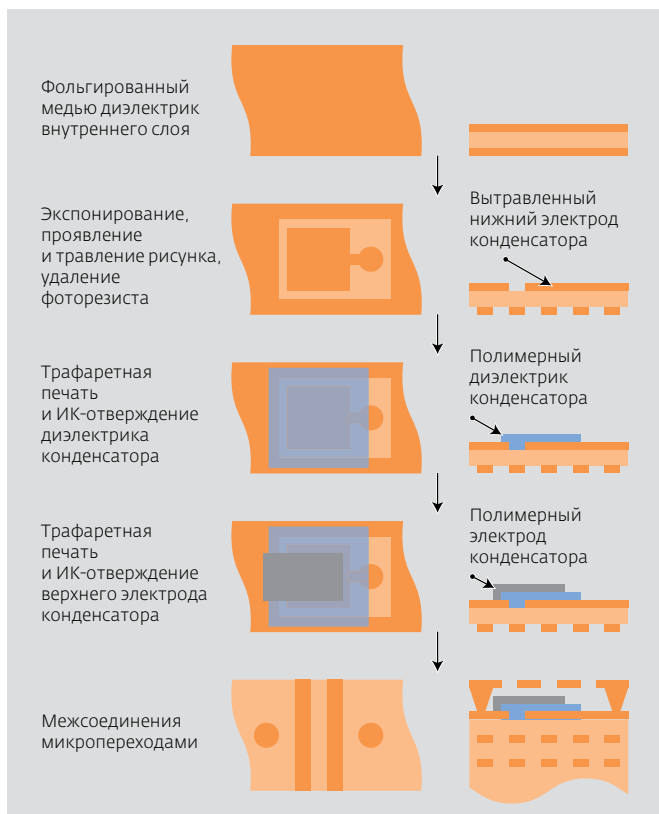 Фольгированный
медью диэлектрик
внутреннего слоя
Экспонирование,
проявление
и травление рисунка,
удаление
фоторезиста
Вытравленный
нижний электрод
конденсатора
Трафаретная
печать
и ИК-отверждение
диэлектрика
конденсатора
Полимерный
диэлектрик
конденсатора
Трафаретная
печать
и ИК-отверждение
верхнего электрода
конденсатора
Полимерный
электрод
конденсатора
Межсоединения
микропереходами